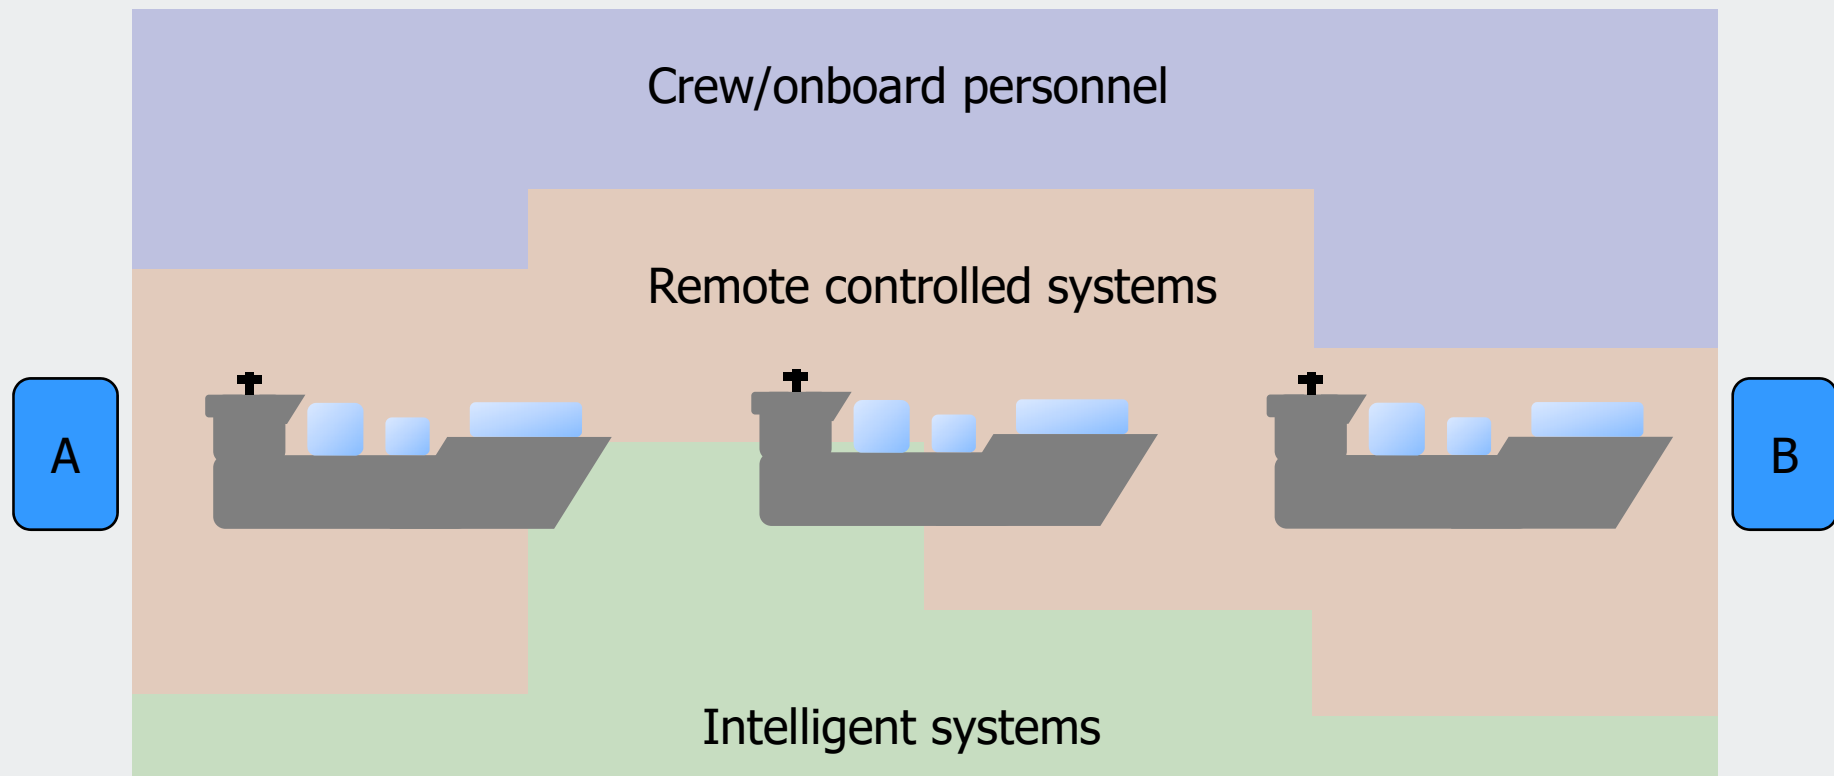 Crew/onboard personnel
Remote controlled systems
A
B
Intelligent systems